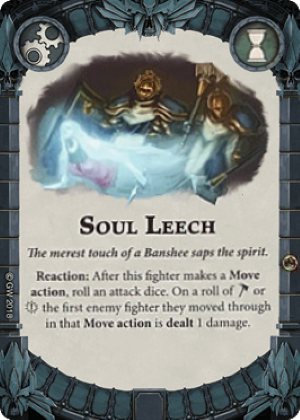 SOUL LEECH
The merest touch of a Banshee saps the spirit.
Reaction: After this fighter makes a Move
action, roll an attack dice. On a roll of or
the first enemy fighter they moved through
in that Move action is dealt 1 damage.
© GW 2018